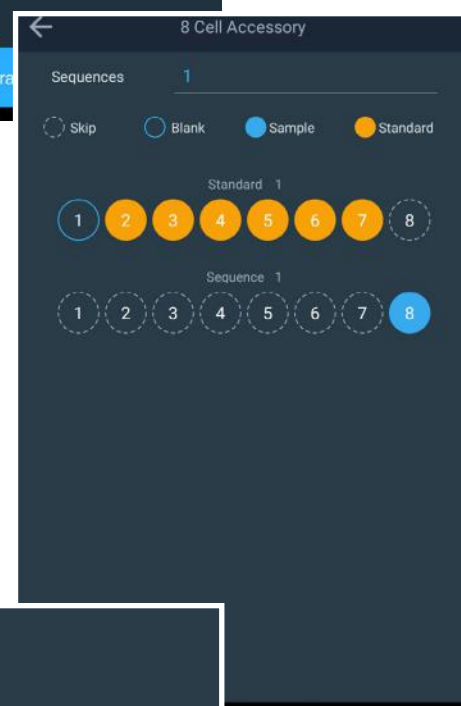 8 Cell Accessory
Sequences 1
Skip Blank Sample Standard
Standard 1
1 2 3 4 5 6 7 8
Sequence 1
1 2 3 4 5 6 7 8